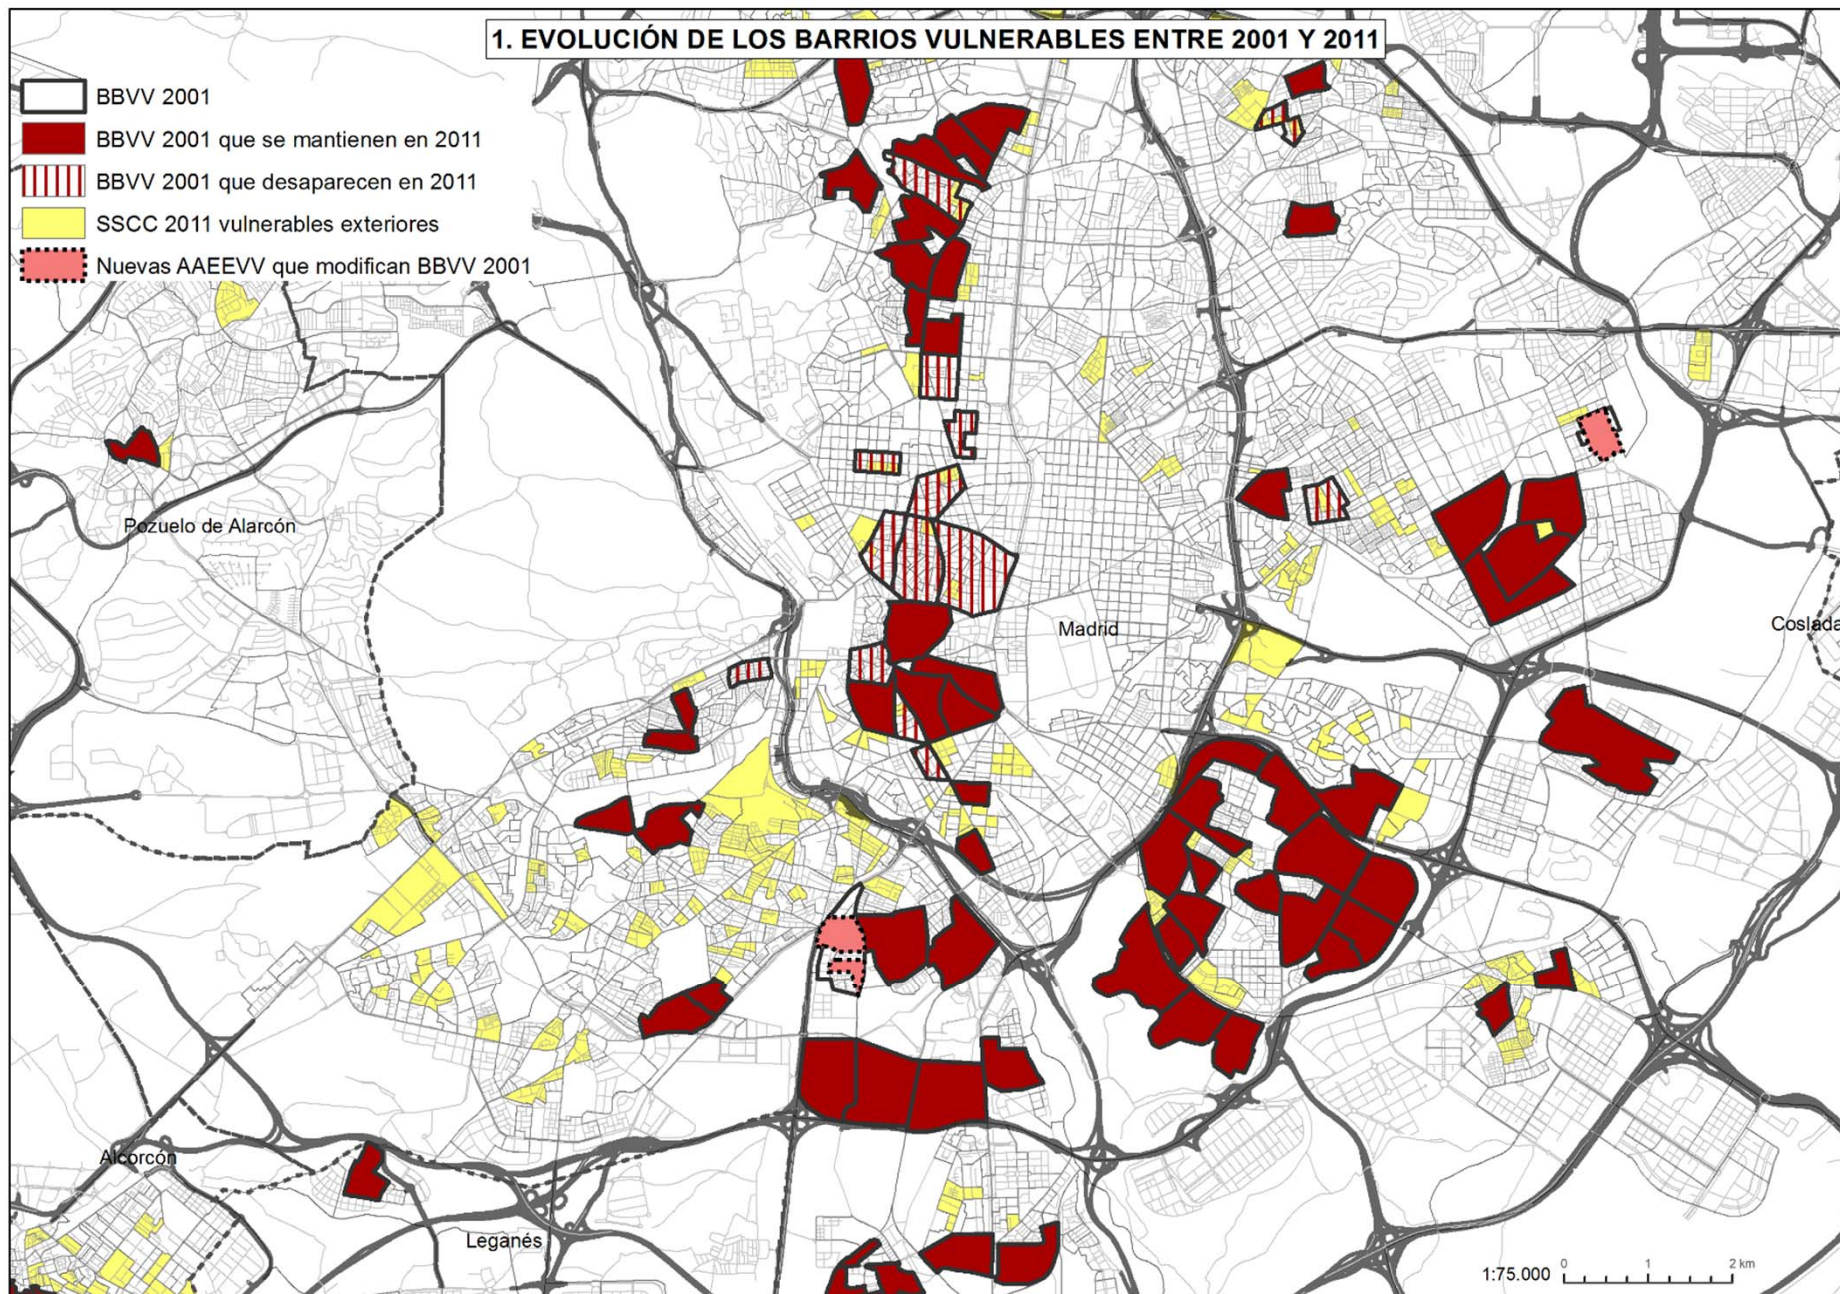 1. EVOLUCIÓN DE LOS BARRIOS VULNERABLES ENTRE 2001 Y 2011
BBVV 2001
BBVV 2001 que se mantienen en 2011
BBVV 2001 que desaparecen en 2011
SSCC 2011 vulnerables exteriores
Nuevas AAEEVV que modifican BBVV 2001
Pozuelo de Alarcón
Madrid
Coslada
Alcorcón
Leganés
1:75.000
0 1 2 km